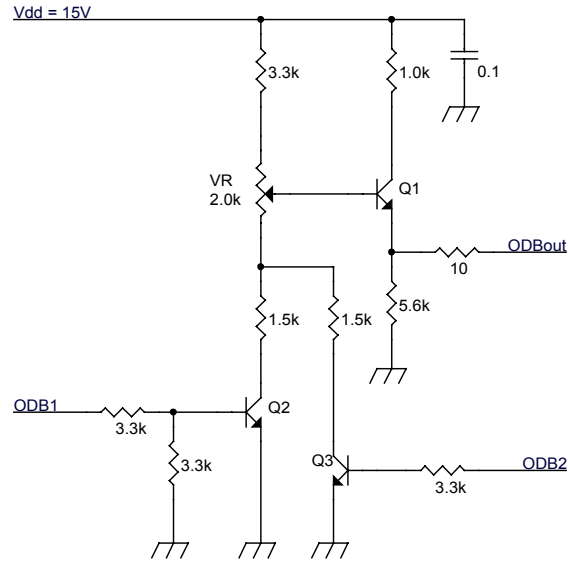 Vdd = 15V
3.3k
1.0k
0.1
VR
2.0k
Q1
ODBout
10
5.6k
1.5k
1.5k
ODB1
Q2
3.3k
3.3k
Q3
ODB2
3.3k